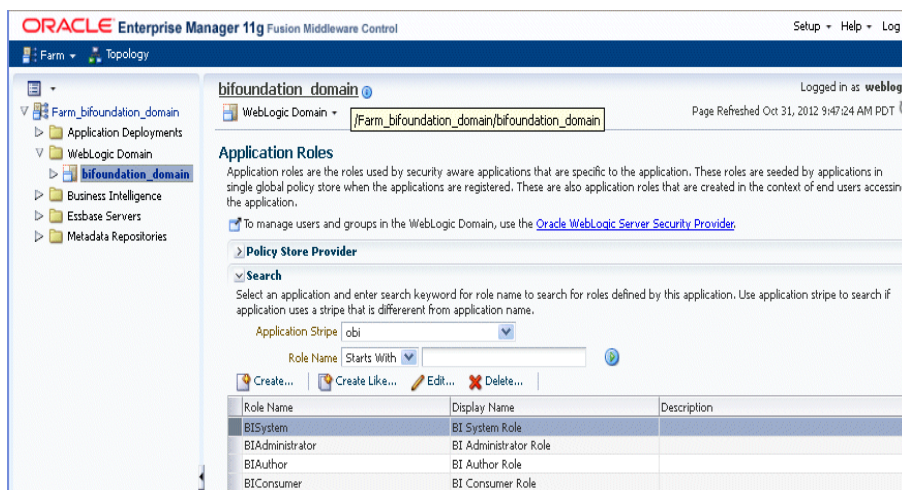 ORACLE Enterprise Manager 11g Fusion Middleware Control
Setup Help Log
Farm Topology
Farm_bifoundation_domain
Application Deployments
WebLogic Domain
bifoundation_domain
Business Intelligence
Essbase Servers
Metadata Repositories
bifoundation_domain
Logged in as weblog
WebLogic Domain
/Farm_bifoundation_domain/bifoundation_domain
Page Refreshed Oct 31, 2012 9:47:24 AM PDT
Application Roles
Application roles are the roles used by security aware applications that are specific to the application. These roles are seeded by applications in
single global policy store when the applications are registered. These are also application roles that are created in the context of end users accessin
the application.
To manage users and groups in the WebLogic Domain, use the Oracle WebLogic Server Security Provider.
Policy Store Provider
Search
Select an application and enter search keyword for role name to search for roles defined by this application. Use application stripe to search if
application uses a stripe that is differerent from application name.
Application Stripe obi
Role Name Starts With
Create... Create Like... Edit... Delete...
Role Name Display Name Description
BISystem BI System Role
BIAdministrator BI Administrator Role
BIAuthor BI Author Role
BIConsumer BI Consumer Role